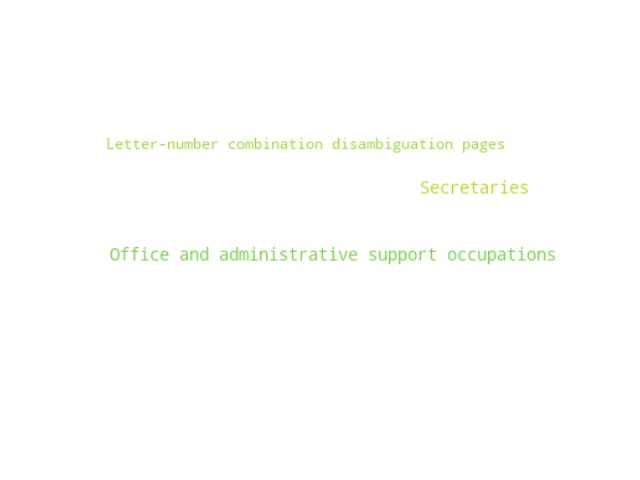 Letter-number combination disambiguation pages
Secretaries
Office and administrative support occupations